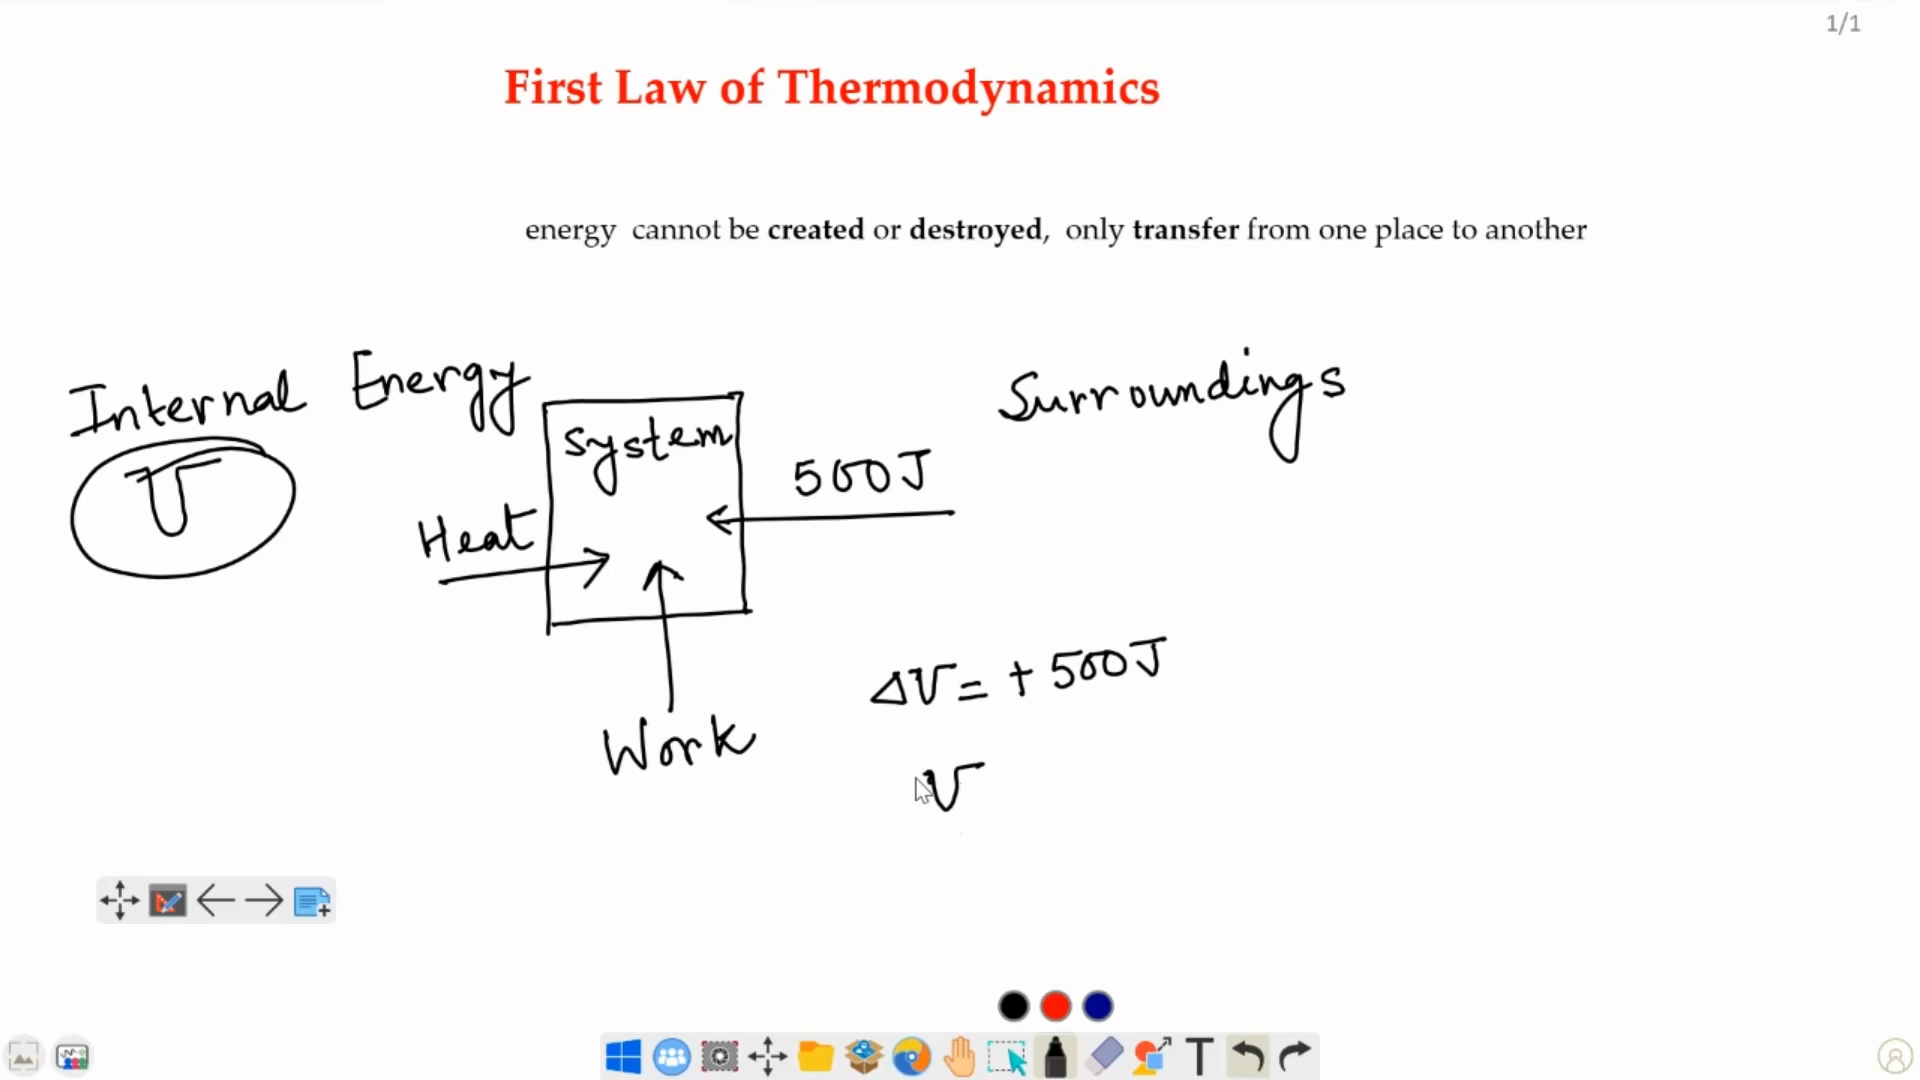 1/1
First Law of Thermodynamics
energy cannot be created or destroyed, only transfer from one place to another
Internal Energy
U
System
Surroundings
500J
Heat
Work
ΔU = + 500J
U
T